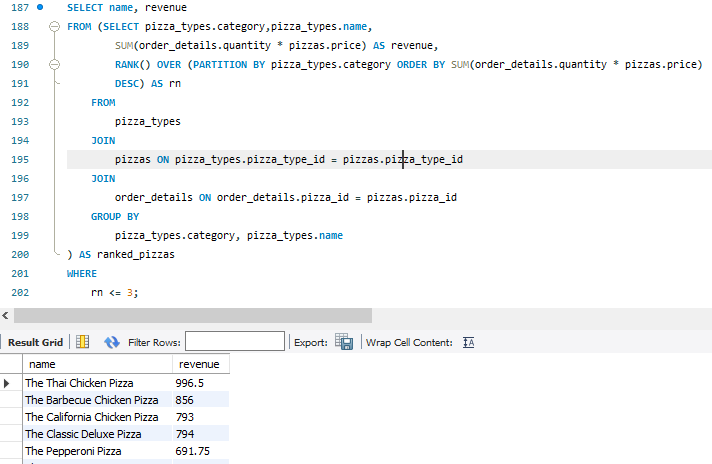 187 SELECT name, revenue
188 FROM (SELECT pizza_types.category,pizza_types.name,
189 SUM(order_details.quantity * pizzas.price) AS revenue,
190 RANK() OVER (PARTITION BY pizza_types.category ORDER BY SUM(order_details.quantity * pizzas.price)
191 DESC) AS rn
192 FROM
193 pizza_types
194 JOIN
195 pizzas ON pizza_types.pizza_type_id = pizzas.pizza_type_id
196 JOIN
197 order_details ON order_details.pizza_id = pizzas.pizza_id
198 GROUP BY
199 pizza_types.category, pizza_types.name
200 ) AS ranked_pizzas
201 WHERE
202 rn <= 3;
Result Grid Filter Rows: Export: Wrap Cell Content: IA
name revenue
The Thai Chicken Pizza 996.5
The Barbecue Chicken Pizza 856
The California Chicken Pizza 793
The Classic Deluxe Pizza 794
The Pepperoni Pizza 691.75